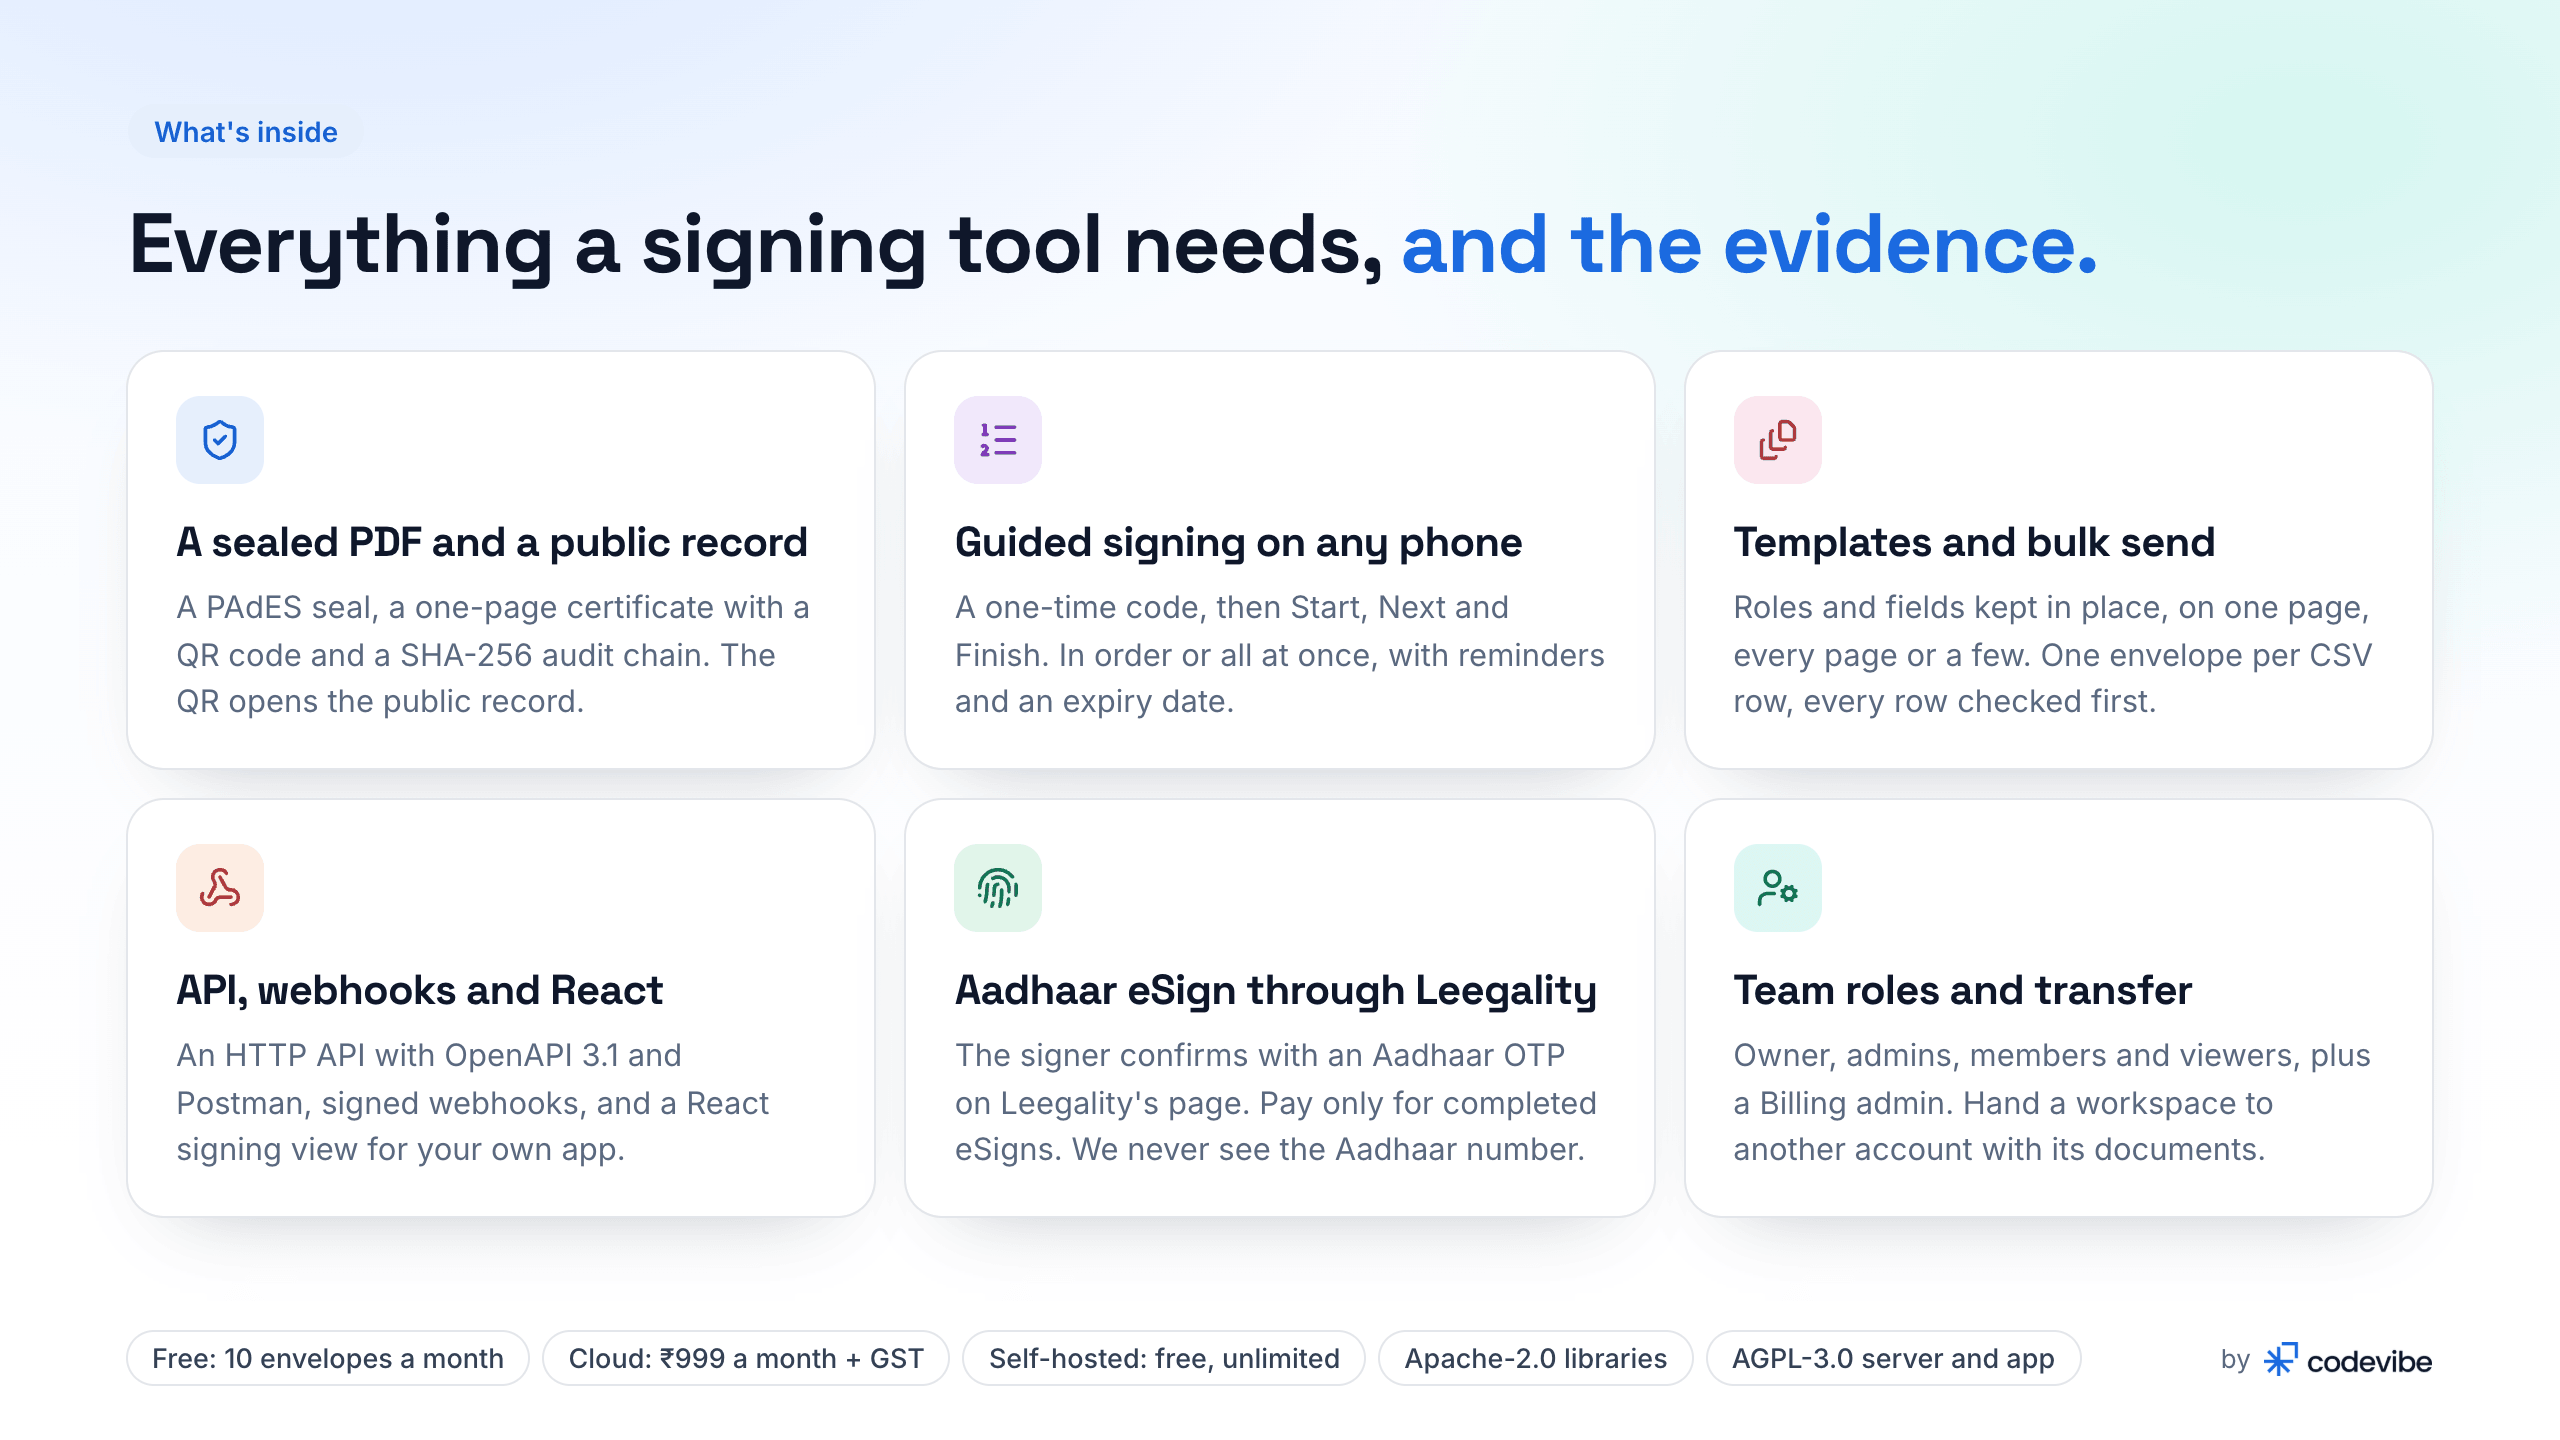 What's inside
Everything a signing tool needs, and the evidence.
A sealed PDF and a public record
A PAdES seal, a one-page certificate with a
QR code and a SHA-256 audit chain. The
QR opens the public record.
Guided signing on any phone
A one-time code, then Start, Next and
Finish. In order or all at once, with reminders
and an expiry date.
Templates and bulk send
Roles and fields kept in place, on one page,
every page or a few. One envelope per CSV
row, every row checked first.
API, webhooks and React
An HTTP API with OpenAPI 3.1 and
Postman, signed webhooks, and a React
signing view for your own app.
Aadhaar eSign through Leegality
The signer confirms with an Aadhaar OTP
on Leegality's page. Pay only for completed
eSigns. We never see the Aadhaar number.
Team roles and transfer
Owner, admins, members and viewers, plus
a Billing admin. Hand a workspace to
another account with its documents.
Free: 10 envelopes a month
Cloud: ₹999 a month + GST
Self-hosted: free, unlimited
Apache-2.0 libraries
AGPL-3.0 server and app
by codevibe